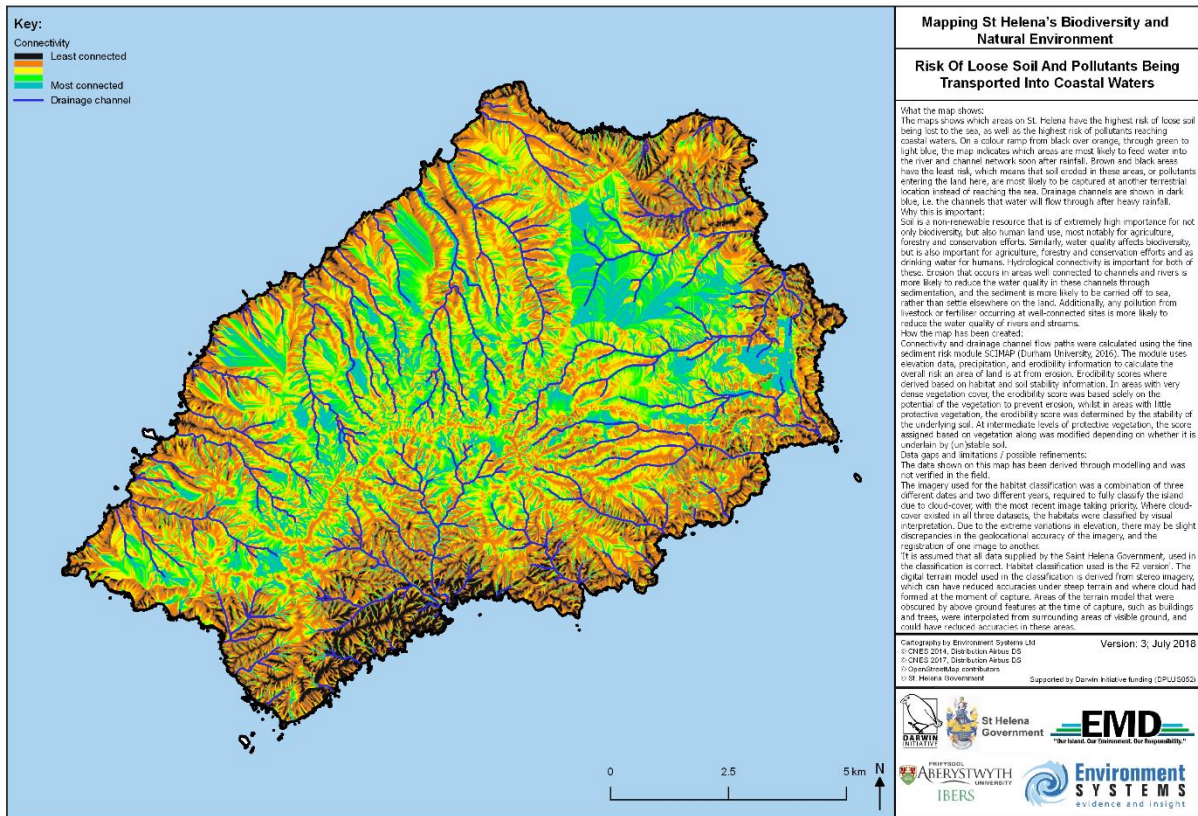 Key:
Connectivity
Least connected
Most connected
Drainage channel
0
2.5
5 km
N
Mapping St Helena's Biodiversity and
Natural Environment
Risk Of Loose Soil And Pollutants Being
Transported Into Coastal Waters
What the map shows:
The maps shows which areas on St. Helena have the highest risk of loose soil
being lost to the sea, as well as the highest risk of pollutants reaching
coastal waters. On a colour ramp from black over orange, through green to
light blue, the map indicates which areas are most likely to feed water into
the river and channel network soon after rainfall. Brown and black areas
have the least risk, which means that soil eroded in these areas, or pollutants
entering the land here, are most likely to be captured at another terrestrial
location instead of reaching the sea. Drainage channels are shown in dark
blue, i.e. the channels that water will flow through after heavy rainfall.
Why this is important:
Soil is a non-renewable resource that is of extremely high importance for not
only biodiversity, but also human land use, most notably for agriculture,
forestry and conservation efforts. Similarly, water quality affects biodiversity,
but is also important for agriculture, forestry and conservation efforts and as
drinking water for humans. Hydrological connectivity is important for both of
these. Erosion that occurs in areas well connected to channels and rivers is
more likely to reduce the water quality in these channels through
sedimentation, and the sediment is more likely to be carried off to sea,
rather than settle elsewhere on the land. Additionally, any pollution from
livestock or fertiliser occurring at well-connected sites is more likely to
reduce the water quality of rivers and streams.
How the map has been created:
Connectivity and drainage channel flow paths were calculated using the fine
sediment risk module SCIMAP (Durham University, 2016). The module uses
elevation data, precipitation, and erodibility information to calculate the
overall risk an area of land is at from erosion. Erodibility scores where
derived based on habitat and soil stability information. In areas with very
dense vegetation cover, the erodibility score was based solely on the
potential of the vegetation to prevent erosion, whilst in areas with little
protective vegetation, the erodibility score was determined by the stability of
the underlying soil. At intermediate levels of protective vegetation, the score
assigned based on vegetation along was modified depending on whether it is
underlain by (un)stable soil.
Data gaps and limitations / possible refinements:
The data shown on this map has been derived through modelling and was
not verified in the field.
The imagery used for the habitat classification was a combination of three
different dates and two different years, required to fully classify the island
due to cloud-cover, with the most recent image taking priority. Where cloud-
cover existed in all three datasets, the habitats were classified by visual
interpretation. Due to the extreme variations in elevation, there may be slight
discrepancies in the geolocational accuracy of the imagery, and the
registration of one image to another.
'It is assumed that all data supplied by the Saint Helena Government, used in
the classification is correct. Habitat classification used is the F2 version'. The
digital terrain model used in the classification is derived from stereo imagery,
which can have reduced accuracies under steep terrain and where cloud had
formed at the moment of capture. Areas of the terrain model that were
obscured by above ground features at the time of capture, such as buildings
and trees, were interpolated from surrounding areas of visible ground, and
could have reduced accuracies in these areas.
Cartography by Environment Systems Ltd
© CNES 2014, Distribution Airbus DS
© CNES 2017, Distribution Airbus DS
© OpenStreetMap contributors
© St. Helena Government
Version: 3; July 2018
Supported by Darwin Initiative funding (DPLUS052)
DARWIN
INITIATIVE
St Helena
Government
EMD
"Our Island. Our Environment. Our Responsibility."
PRIFYSGOL
ABERYSTWYTH
UNIVERSITY
IBERS
Environment
SYSTEMS
evidence and insight